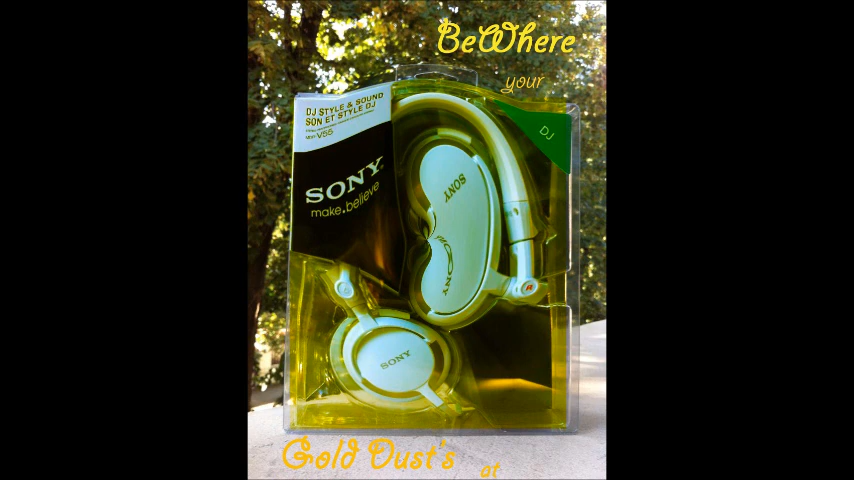 BeWhere
your
DJ STYLE & SOUND
SON ET STYLE DJ
V55
DJ
SONY
make.believe
SONY
SONY
SONY
Gold Dust's
at